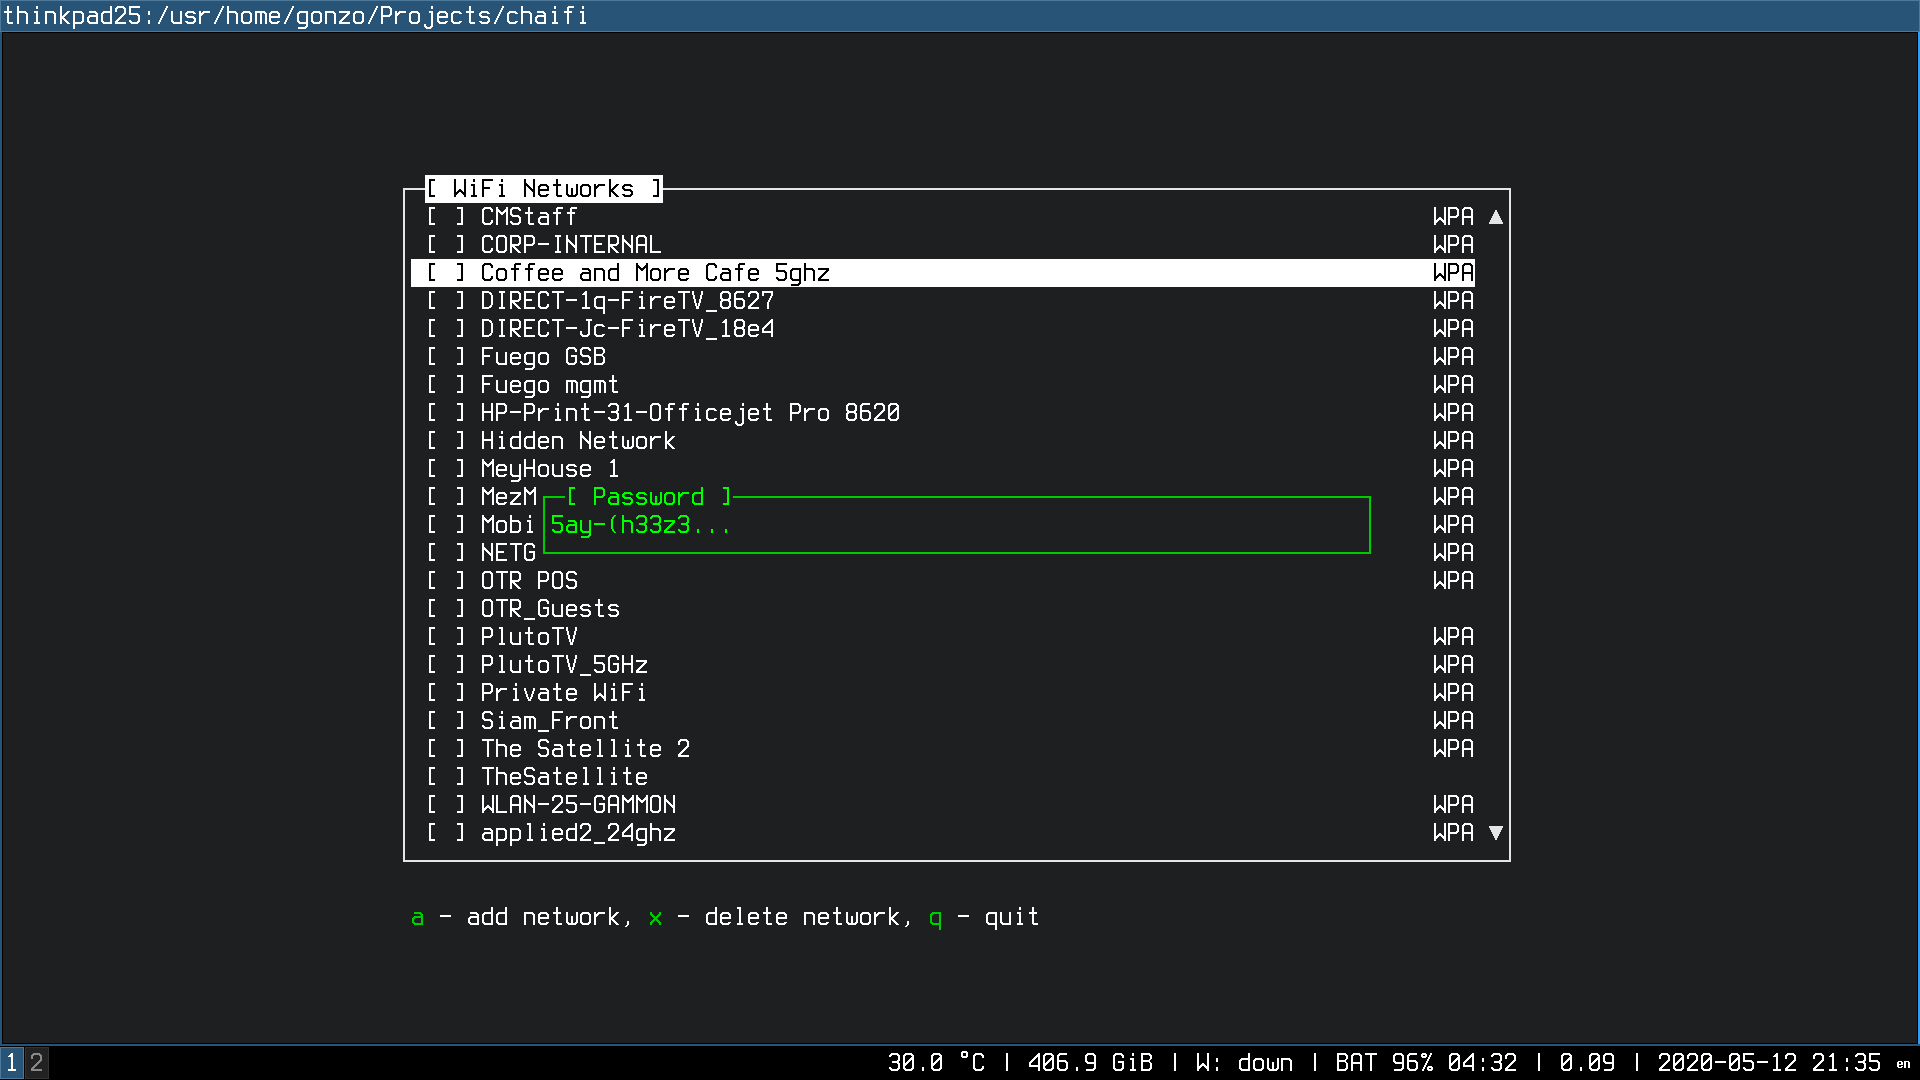 thinkpad25:/usr/home/gonzo/Projects/chaifi
[ WiFi Networks ]
[ ] CMStaff WPA ▲
[ ] CORP-INTERNAL WPA
[ ] Coffee and More Cafe 5ghz WPA
[ ] DIRECT-1q-FireTV_8627 WPA
[ ] DIRECT-Jc-FireTV_18e4 WPA
[ ] Fuego GSB WPA
[ ] Fuego mgmt WPA
[ ] HP-Print-31-Officejet Pro 8620 WPA
[ ] Hidden Network WPA
[ ] MeyHouse 1 WPA
[ ] MezM [ Password ] WPA
[ ] Mobi 5ay-(h33z3... WPA
[ ] NETG WPA
[ ] OTR POS WPA
[ ] OTR_Guests
[ ] PlutoTV WPA
[ ] PlutoTV_5GHz WPA
[ ] Private WiFi WPA
[ ] Siam_Front WPA
[ ] The Satellite 2 WPA
[ ] TheSatellite
[ ] WLAN-25-GAMMON WPA
[ ] applied2_24ghz WPA ▼
a - add network, x - delete network, q - quit
1 2 30.0 °C | 406.9 GiB | W: down | BAT 96% 04:32 | 0.09 | 2020-05-12 21:35 en